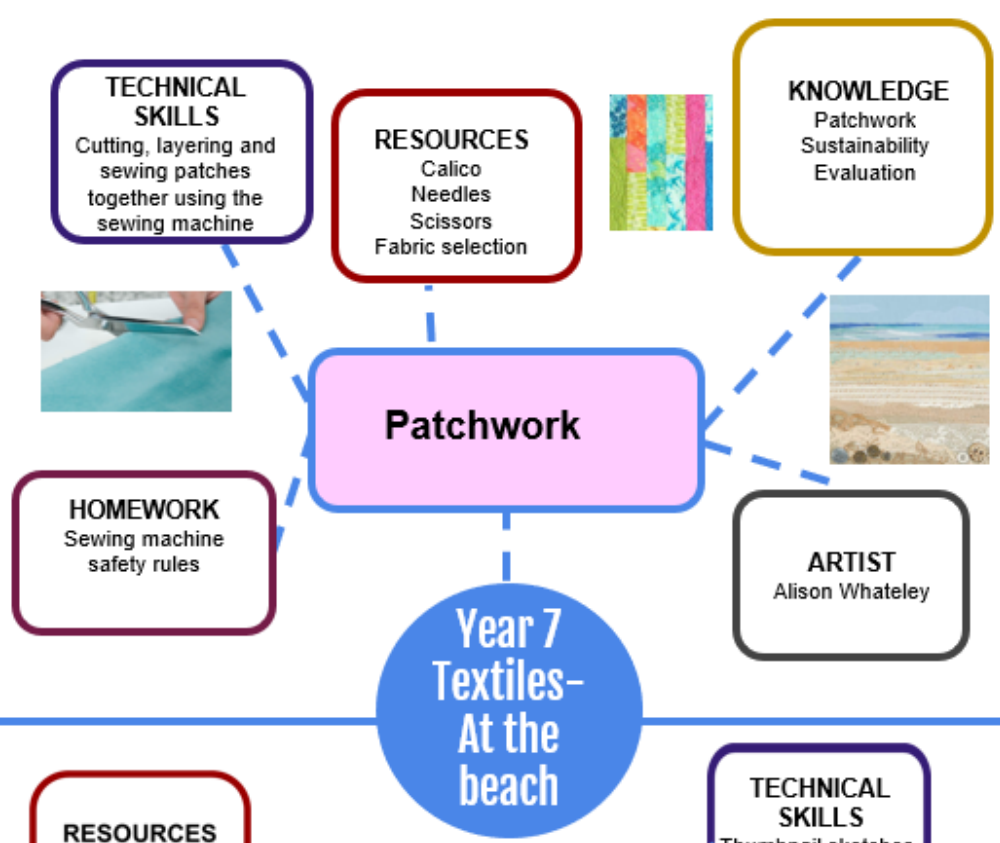 TECHNICAL
SKILLS
Cutting, layering and
sewing patches
together using the
sewing machine
RESOURCES
Calico
Needles
Scissors
Fabric selection
KNOWLEDGE
Patchwork
Sustainability
Evaluation
Patchwork
HOMEWORK
Sewing machine
safety rules
ARTIST
Alison Whateley
Year 7
Textiles-
At the
beach
RESOURCES
TECHNICAL
SKILLS
Thumbnail sketches